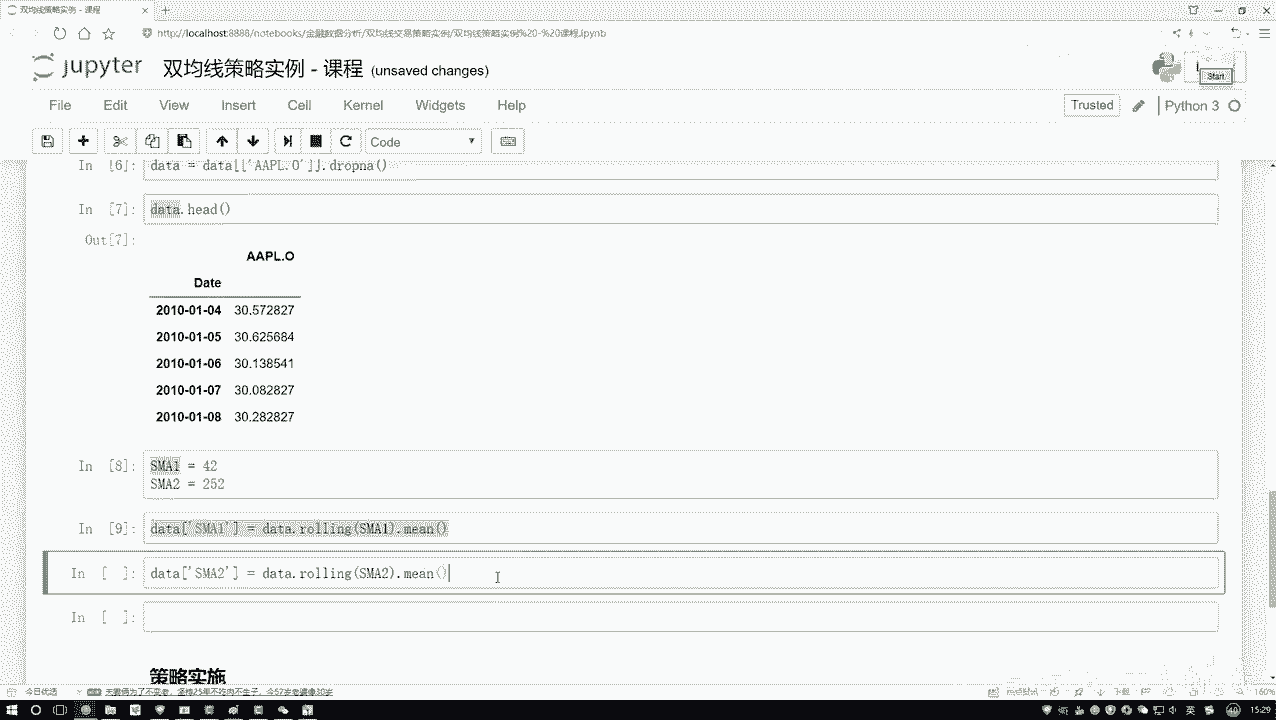 双均线策略实例 - 课程
http://localhost:8888/notebooks/金融数据分析/双均线交易策略实例/双均线策略实例%20-%20课程.ipynb
jupyter 双均线策略实例 - 课程 (unsaved changes)
Start
File Edit View Insert Cell Kernel Widgets Help
Trusted Python 3
Code
In [6]: data = data[['AAPL.O']].dropna()
In [7]: data.head()
Out[7]:
AAPL.O
Date
2010-01-04 30.572827
2010-01-05 30.625684
2010-01-06 30.138541
2010-01-07 30.082827
2010-01-08 30.282827
In [8]: SMA1 = 42
SMA2 = 252
In [9]: data['SMA1'] = data.rolling(SMA1).mean()
In [ ]: data['SMA2'] = data.rolling(SMA2).mean()
In [ ]:
策略实施
今日优选
下载
160%
英
15:29